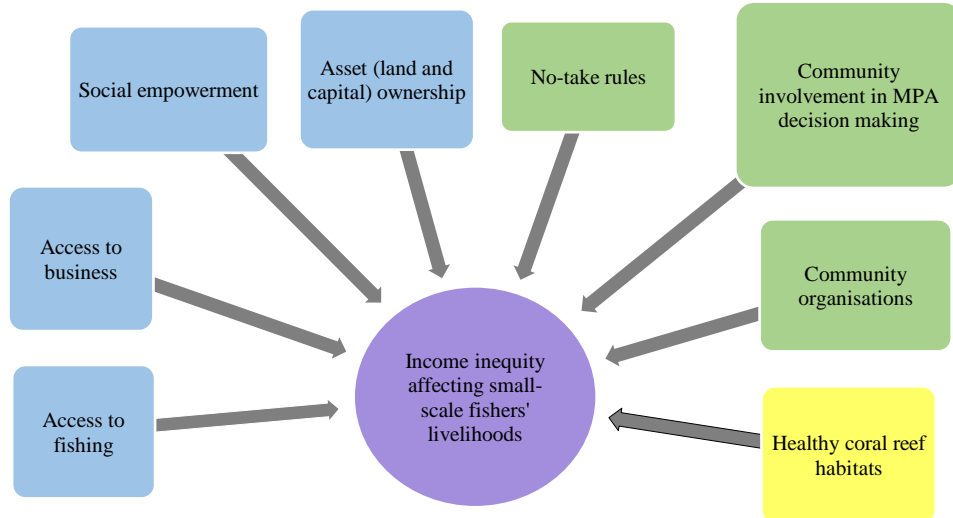 Social empowerment
Asset (land and
capital) ownership
No-take rules
Community
involvement in MPA
decision making
Access to
business
Community
organisations
Income inequity
affecting small-
scale fishers'
livelihoods
Access to
fishing
Healthy coral reef
habitats